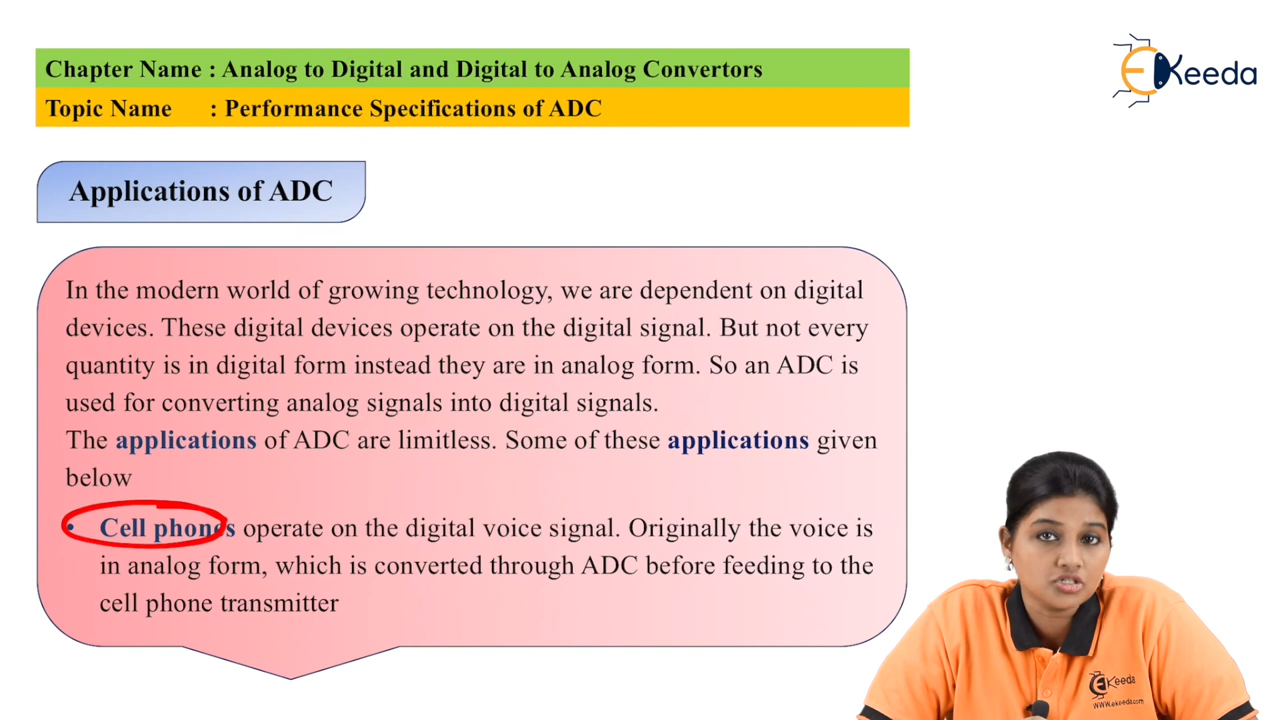 Chapter Name : Analog to Digital and Digital to Analog Convertors
Topic Name : Performance Specifications of ADC
EKeeda
Applications of ADC
In the modern world of growing technology, we are dependent on digital
devices. These digital devices operate on the digital signal. But not every
quantity is in digital form instead they are in analog form. So an ADC is
used for converting analog signals into digital signals.
The applications of ADC are limitless. Some of these applications given
below
• Cell phones operate on the digital voice signal. Originally the voice is
in analog form, which is converted through ADC before feeding to the
cell phone transmitter
EKeeda
www.ekeeda.com